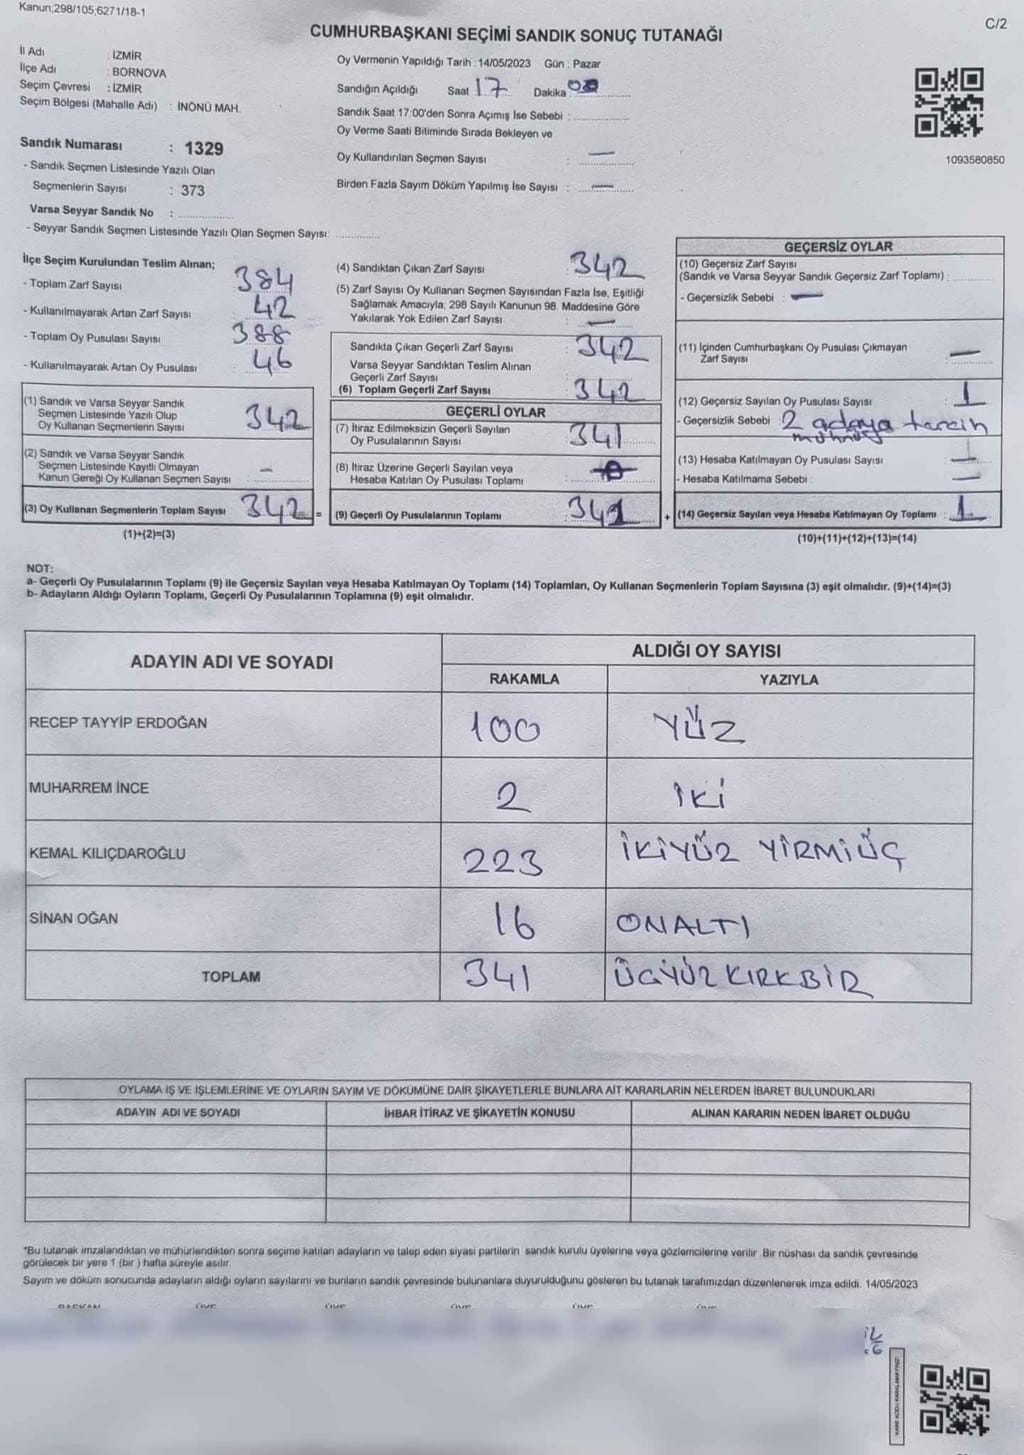 Kanun,298/105,6271/18-1
C/2
CUMHURBAŞKANI SEÇİMİ SANDIK SONUÇ TUTANAĞI
İl Adı : İZMİR
İlçe Adı : BORNOVA
Seçim Çevresi : İZMİR
Seçim Bölgesi (Mahalle Adı) : İNÖNÜ MAH.
Sandık Numarası : 1329
- Sandık Seçmen Listesinde Yazılı Olan
Seçmenlerin Sayısı : 373
Varsa Seyyar Sandık No :
- Seyyar Sandık Seçmen Listesinde Yazılı Olan Seçmen Sayısı:
Oy Vermenin Yapıldığı Tarih :14/05/2023 Gün : Pazar
Sandığın Açıldığı Saat 17 Dakika
Sandık Saat 17:00'den Sonra Açımış İse Sebebi :
Oy Verme Saati Bitiminde Sırada Bekleyen ve
Oy Kullandırılan Seçmen Sayısı : —
Birden Fazla Sayım Döküm Yapılmış İse Sayısı : —
1093580850
İlçe Seçim Kurulundan Teslim Alınan;
- Toplam Zarf Sayısı : 384
- Kullanılmayarak Artan Zarf Sayısı : 42
- Toplam Oy Pusulası Sayısı : 388
- Kullanılmayarak Artan Oy Pusulası : 46
(1) Sandık ve Varsa Seyyar Sandık
Seçmen Listesinde Yazılı Olup
Oy Kullanan Seçmenlerin Sayısı : 342
(2) Sandık ve Varsa Seyyar Sandık
Seçmen Listesinde Kayıtlı Olmayan
Kanun Gereği Oy Kullanan Seçmen Sayısı : —
(3) Oy Kullanan Seçmenlerin Toplam Sayısı : 342 =
(1)+(2)=(3)
(4) Sandıktan Çıkan Zarf Sayısı : 342
(5) Zarf Sayısı Oy Kullanan Seçmen Sayısından Fazla İse, Eşitliği
Sağlamak Amacıyla; 298 Sayılı Kanunun 98. Maddesine Göre
Yakılarak Yok Edilen Zarf Sayısı : —
Sandıkta Çıkan Geçerli Zarf Sayısı : 342
Varsa Seyyar Sandıktan Teslim Alınan
Geçerli Zarf Sayısı :
(6) Toplam Geçerli Zarf Sayısı : 342
GEÇERLİ OYLAR
(7) İtiraz Edilmeksizin Geçerli Sayılan
Oy Pusulalarının Sayısı : 341
(8) İtiraz Üzerine Geçerli Sayılan veya
Hesaba Katılan Oy Pusulası Toplamı :
(9) Geçerli Oy Pusulalarının Toplamı : 341 +
GEÇERSİZ OYLAR
(10) Geçersiz Zarf Sayısı
(Sandık ve Varsa Seyyar Sandık Geçersiz Zarf Toplamı) :
- Geçersizlik Sebebi : —
(11) İçinden Cumhurbaşkanı Oy Pusulası Çıkmayan
Zarf Sayısı : —
(12) Geçersiz Sayılan Oy Pusulası Sayısı : 1
- Geçersizlik Sebebi : 2 adaya tercih
(13) Hesaba Katılmayan Oy Pusulası Sayısı : —
- Hesaba Katılmama Sebebi : —
(14) Geçersiz Sayılan veya Hesaba Katılmayan Oy Toplamı : 1
(10)+(11)+(12)+(13)=(14)
NOT:
a- Geçerli Oy Pusulalarının Toplamı (9) ile Geçersiz Sayılan veya Hesaba Katılmayan Oy Toplamı (14) Toplamları, Oy Kullanan Seçmenlerin Toplam Sayısına (3) eşit olmalıdır. (9)+(14)=(3)
b- Adayların Aldığı Oyların Toplamı, Geçerli Oy Pusulalarının Toplamına (9) eşit olmalıdır.
ADAYIN ADI VE SOYADI
ALDIĞI OY SAYISI
RAKAMLA YAZIYLA
RECEP TAYYİP ERDOĞAN 100 YÜZ
MUHARREM İNCE 2 İKİ
KEMAL KILIÇDAROĞLU 223 İKİYÜZ YİRMİÜÇ
SİNAN OĞAN 16 ONALTI
TOPLAM 341 ÜÇYÜZKIRKBİR
OYLAMA İŞ VE İŞLEMLERİNE VE OYLARIN SAYIM VE DÖKÜMÜNE DAİR ŞİKAYETLERLE BUNLARA AİT KARARLARIN NELERDEN İBARET BULUNDUKLARI
ADAYIN ADI VE SOYADI İHBAR İTİRAZ VE ŞİKAYETİN KONUSU ALINAN KARARIN NEDEN İBARET OLDUĞU
*Bu tutanak imzalandıktan ve mühürlendikten sonra seçime katılan adayların ve talep eden siyasi partilerin sandık kurulu üyelerine veya gözlemcilerine verilir. Bir nüshası da sandık çevresinde
görülecek bir yere 1 (bir ) hafta süreyle asılır.
Sayım ve döküm sonucunda adayların aldığı oyların sayılarını ve bunların sandık çevresinde bulunanlara duyurulduğunu gösteren bu tutanak tarafımızdan düzenlenerek imza edildi. 14/05/2023
BAŞKAN ÜYE ÜYE ÜYE ÜYE ÜYE